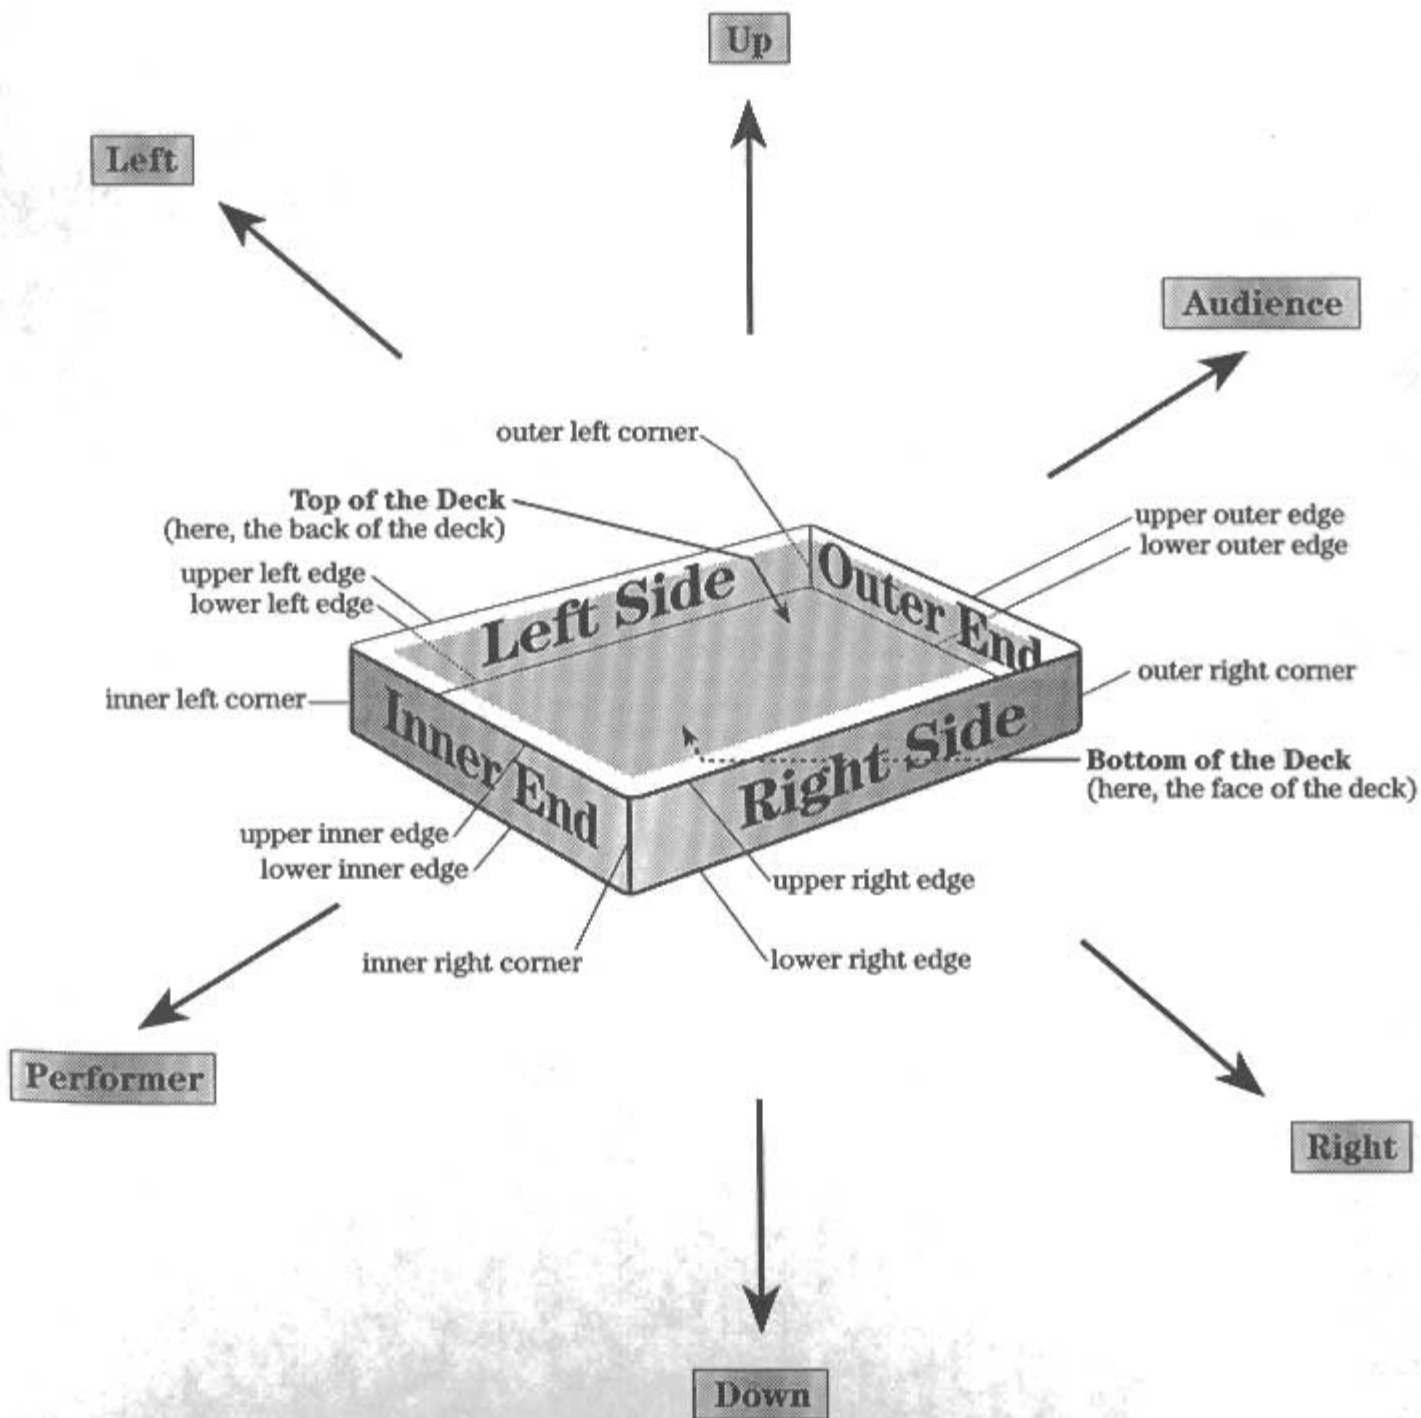 Up
Left
Audience
outer left corner
Top of the Deck
(here, the back of the deck)
upper outer edge
lower outer edge
upper left edge
lower left edge
Left Side
Outer End
inner left corner
outer right corner
Inner End
Right Side
Bottom of the Deck
(here, the face of the deck)
upper inner edge
lower inner edge
upper right edge
inner right corner
lower right edge
Performer
Right
Down